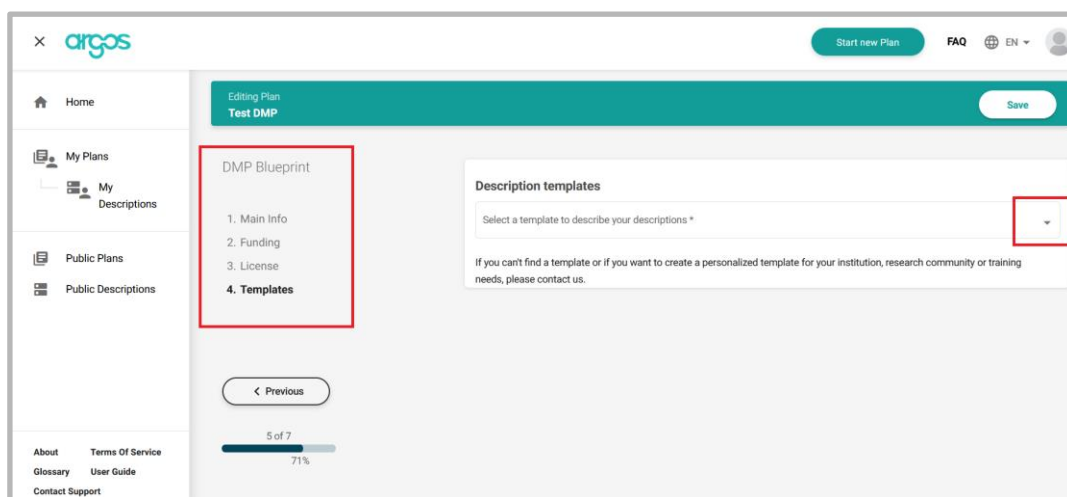 argos
Start new Plan
FAQ
EN
Home
My Plans
My
Descriptions
Public Plans
Public Descriptions
About
Terms Of Service
Glossary
User Guide
Contact Support
Editing Plan
Test DMP
Save
DMP Blueprint
1. Main Info
2. Funding
3. License
4. Templates
Previous
5 of 7
71%
Description templates
Select a template to describe your descriptions *
If you can't find a template or if you want to create a personalized template for your institution, research community or training
needs, please contact us.